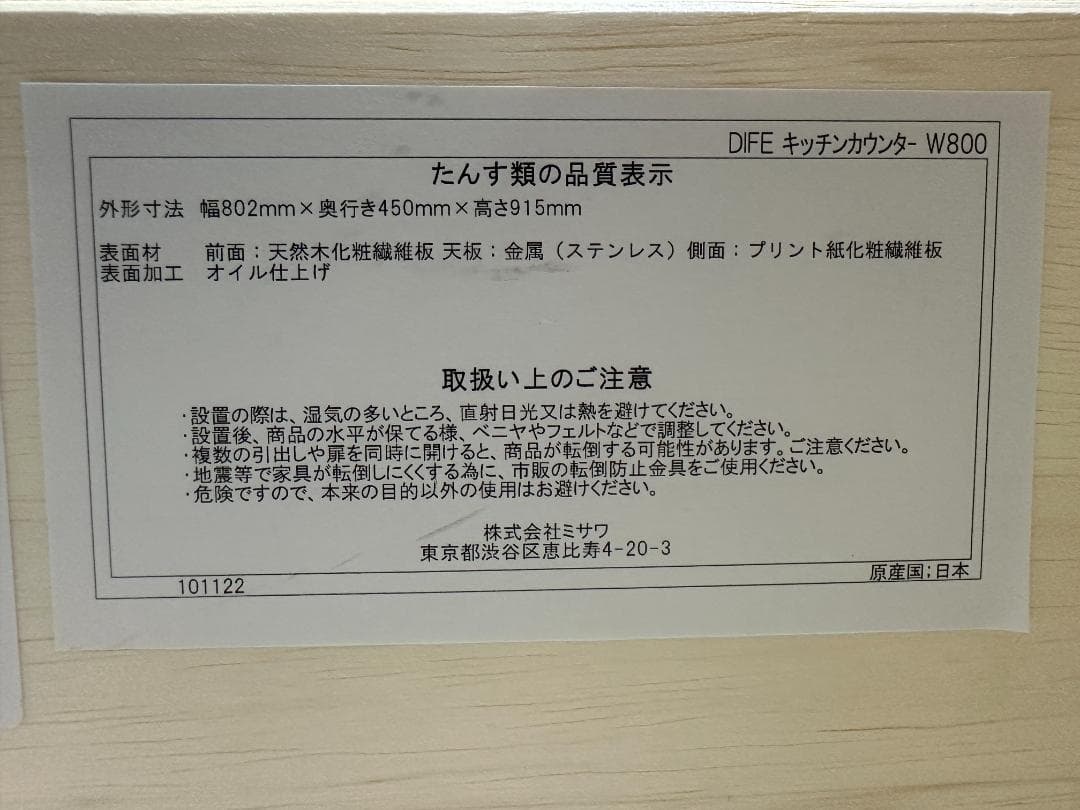 DIFE キッチンカウンター W800
たんす類の品質表示
外形寸法 幅802mm×奥行き450mm×高さ915mm
表面材 前面：天然木化粧繊維板 天板：金属（ステンレス）側面：プリント紙化粧繊維板
表面加工 オイル仕上げ
取扱い上のご注意
・設置の際は、湿気の多いところ、直射日光又は熱を避けてください。
・設置後、商品の水平が保てる様、ベニヤやフェルトなどで調整してください。
・複数の引出しや扉を同時に開けると、商品が転倒する可能性があります。ご注意ください。
・地震等で家具が転倒しにくくする為に、市販の転倒防止金具をご使用ください。
・危険ですので、本来の目的以外の使用はお避けください。
株式会社ミサワ
東京都渋谷区恵比寿4-20-3
原産国;日本
101122